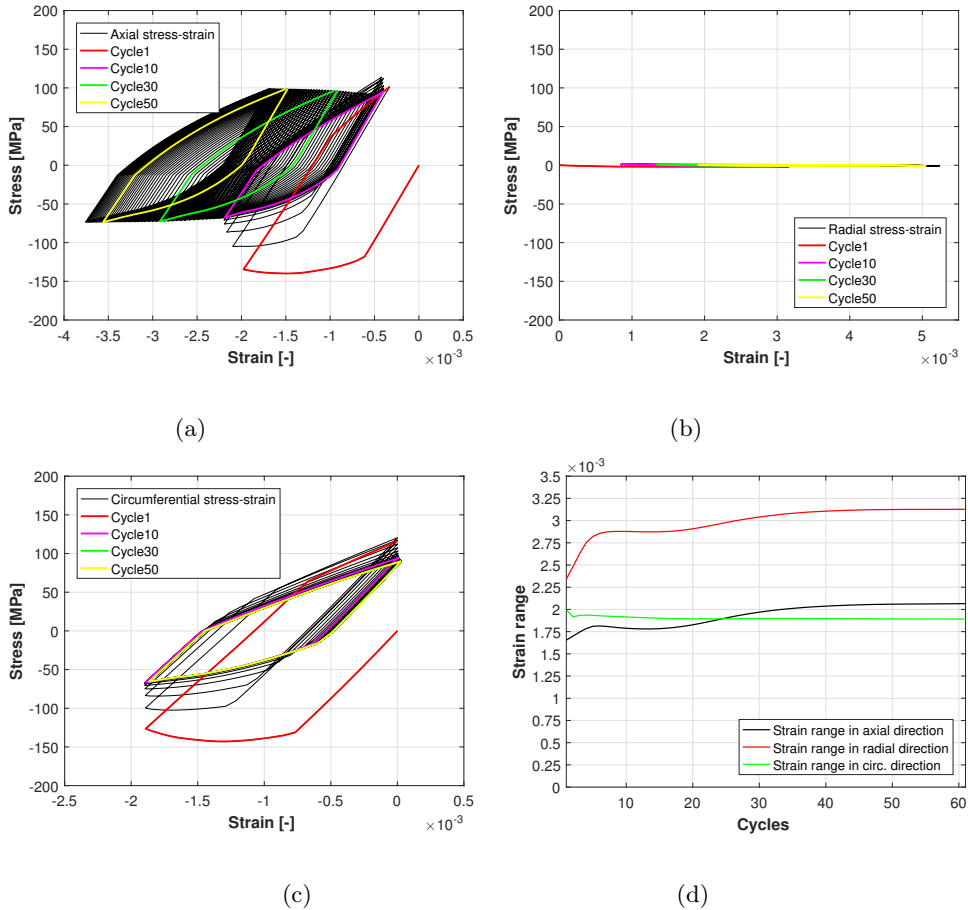 200
150
100
50
0
-50
-100
-150
-200
Stress [MPa]
Axial stress-strain
Cycle1
Cycle10
Cycle30
Cycle50
-4 -3.5 -3 -2.5 -2 -1.5 -1 -0.5 0 0.5
Strain [-]
×10⁻³
(a)
200
150
100
50
0
-50
-100
-150
-200
Stress [MPa]
Radial stress-strain
Cycle1
Cycle10
Cycle30
Cycle50
0 1 2 3 4 5
Strain [-]
×10⁻³
(b)
200
150
100
50
0
-50
-100
-150
-200
Stress [MPa]
Circumferential stress-strain
Cycle1
Cycle10
Cycle30
Cycle50
-2.5 -2 -1.5 -1 -0.5 0 0.5
Strain [-]
×10⁻³
(c)
×10⁻³
3.5
3.25
3
2.75
2.5
2.25
2
1.75
1.5
1.25
1
0.75
0.5
0.25
0
Strain range
Strain range in axial direction
Strain range in radial direction
Strain range in circ. direction
10 20 30 40 50 60
Cycles
(d)